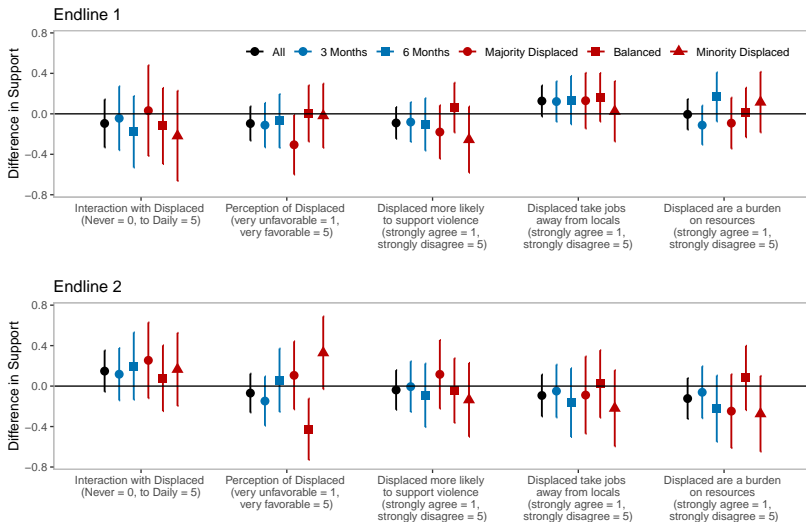 Endline 1
0.8
0.4
0.0
−0.4
−0.8
Difference in Support
All
3 Months
6 Months
Majority Displaced
Balanced
Minority Displaced
Interaction with Displaced
(Never = 0, to Daily = 5)
Perception of Displaced
(very unfavorable = 1,
very favorable = 5)
Displaced more likely
to support violence
(strongly agree = 1,
strongly disagree = 5)
Displaced take jobs
away from locals
(strongly agree = 1,
strongly disagree = 5)
Displaced are a burden
on resources
(strongly agree = 1,
strongly disagree = 5)
Endline 2
0.8
0.4
0.0
−0.4
−0.8
Difference in Support
Interaction with Displaced
(Never = 0, to Daily = 5)
Perception of Displaced
(very unfavorable = 1,
very favorable = 5)
Displaced more likely
to support violence
(strongly agree = 1,
strongly disagree = 5)
Displaced take jobs
away from locals
(strongly agree = 1,
strongly disagree = 5)
Displaced are a burden
on resources
(strongly agree = 1,
strongly disagree = 5)